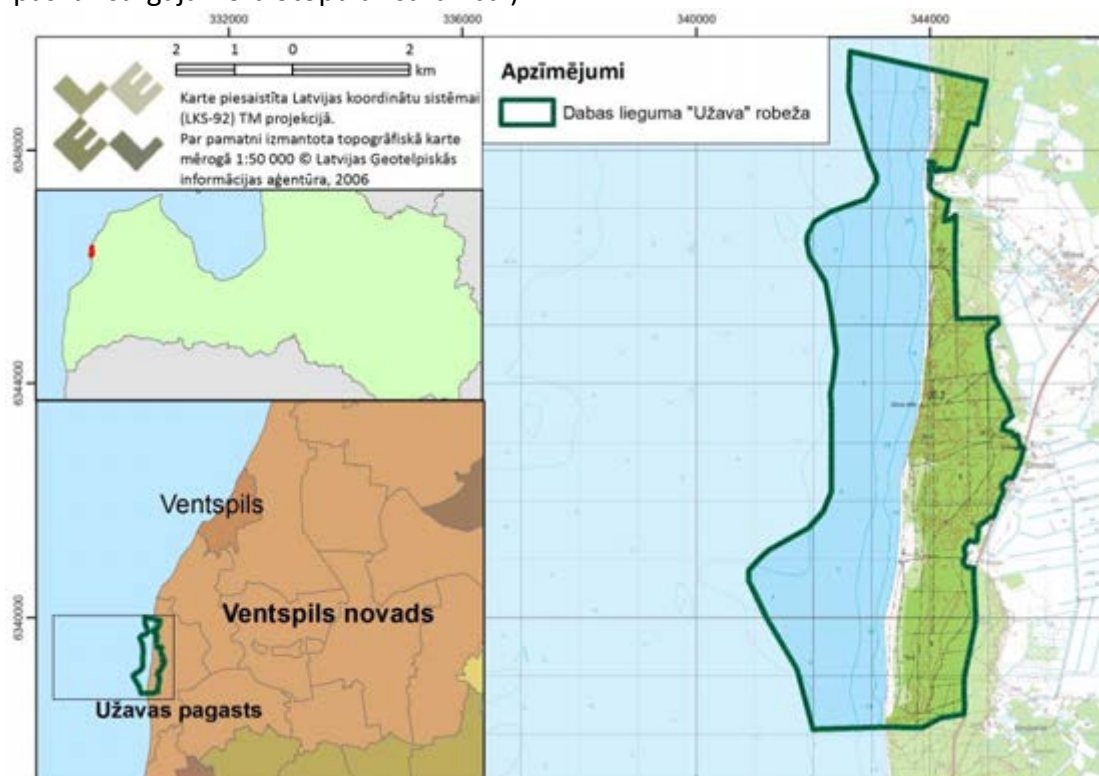 332000
336000
340000
344000
2 1 0 2
km
Karte piesaistīta Latvijas koordinātu sistēmai
(LKS-92) TM projekcijā.
Par pamatni izmantota topogrāfiskā karte
mērogā 1:50 000 © Latvijas Ģeotelpiskās
informācijas aģentūra, 2006
Apzīmējumi
Dabas lieguma "Užava" robeža
6348000
6344000
6340000
Ventspils
Ventspils novads
Užavas pagasts